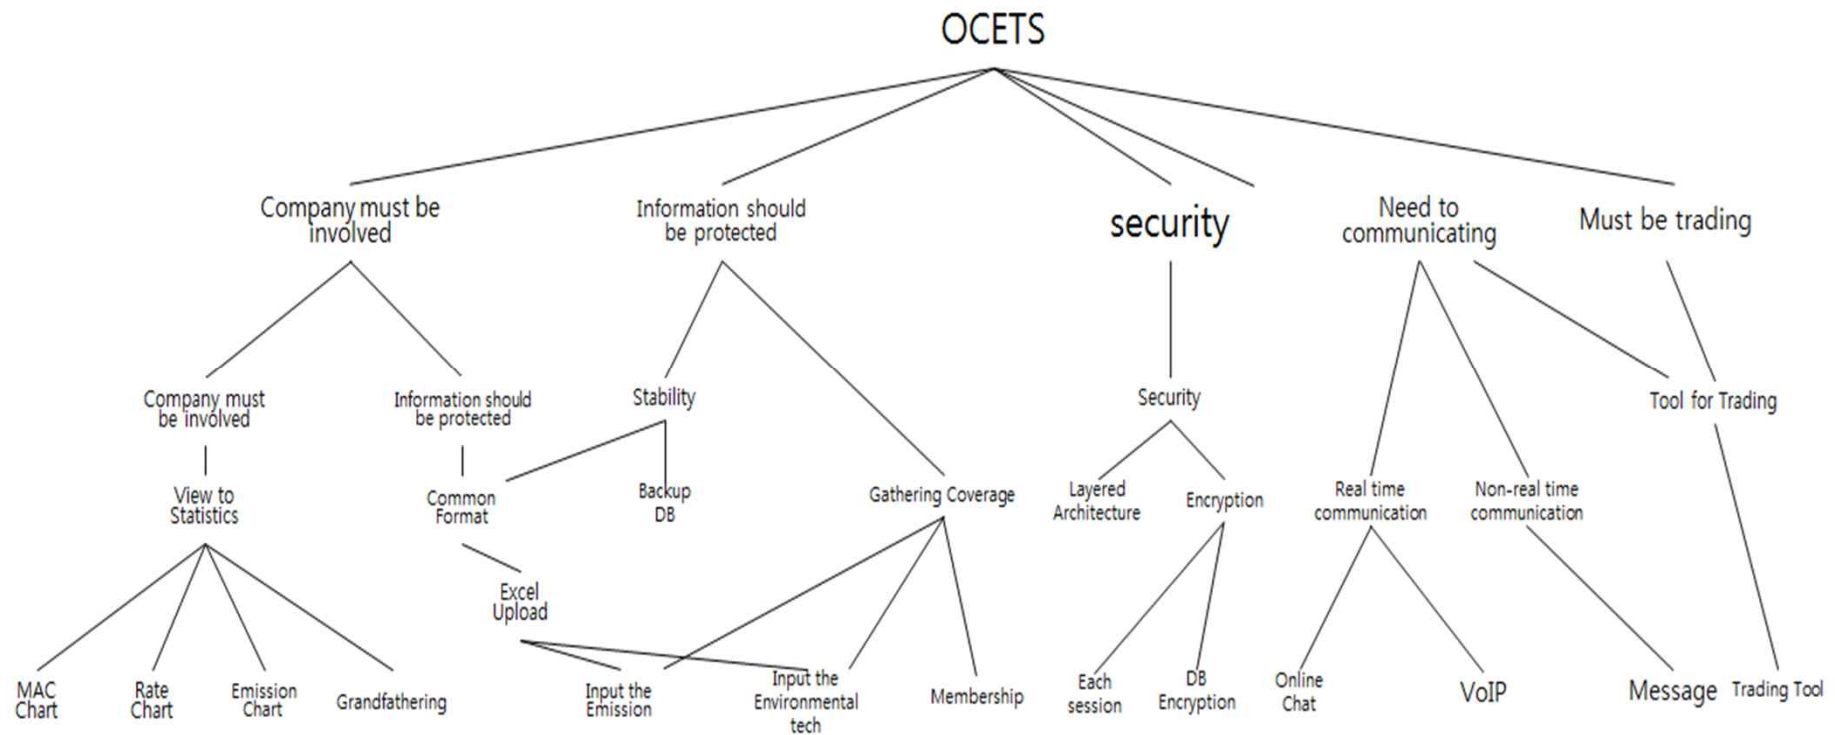 OCETS
Company must be
involved
Information should
be protected
security
Need to
communicating
Must be trading
Company must
be involved
Information should
be protected
Stability
Security
Tool for Trading
View to
Statistics
Common
Format
Backup
DB
Gathering Coverage
Layered
Architecture
Encryption
Real time
communication
Non-real time
communication
Excel
Upload
MAC
Chart
Rate
Chart
Emission
Chart
Grandfathering
Input the
Emission
Input the
Environmental
tech
Membership
Each
session
DB
Encryption
Online
Chat
VoIP
Message
Trading Tool